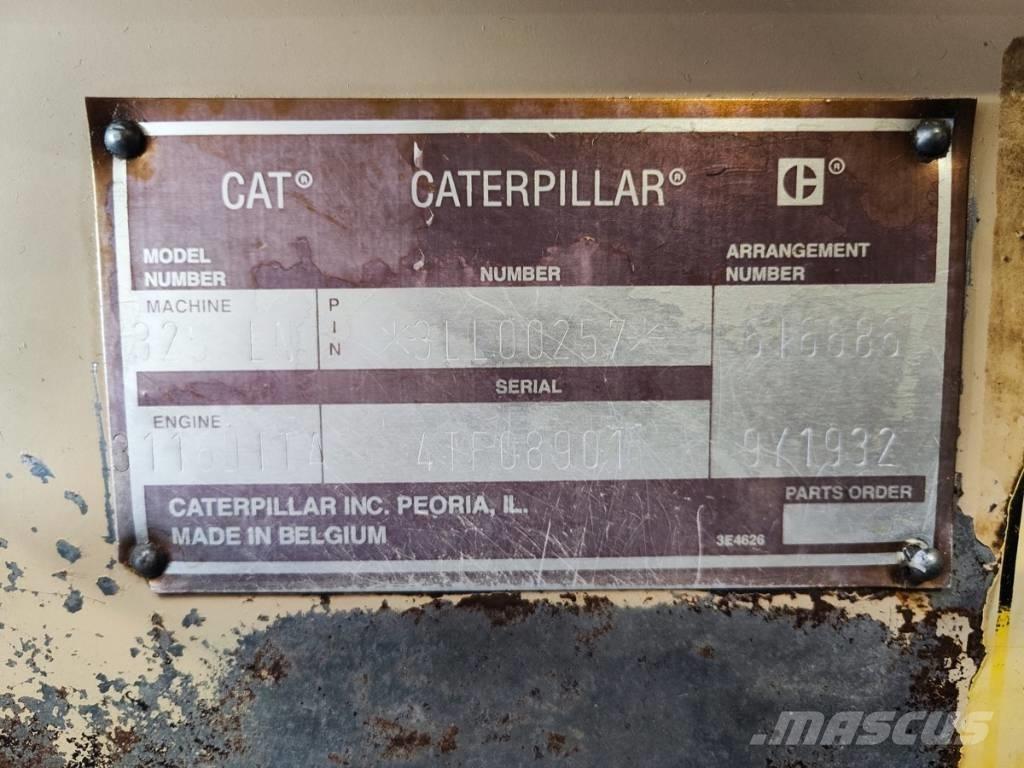 CAT® CATERPILLAR® ®
MODEL NUMBER NUMBER ARRANGEMENT NUMBER
MACHINE PIN *3LL00257*
SERIAL
ENGINE 9Y1932
CATERPILLAR INC. PEORIA, IL.
MADE IN BELGIUM
3E4626
PARTS ORDER
MASCUS